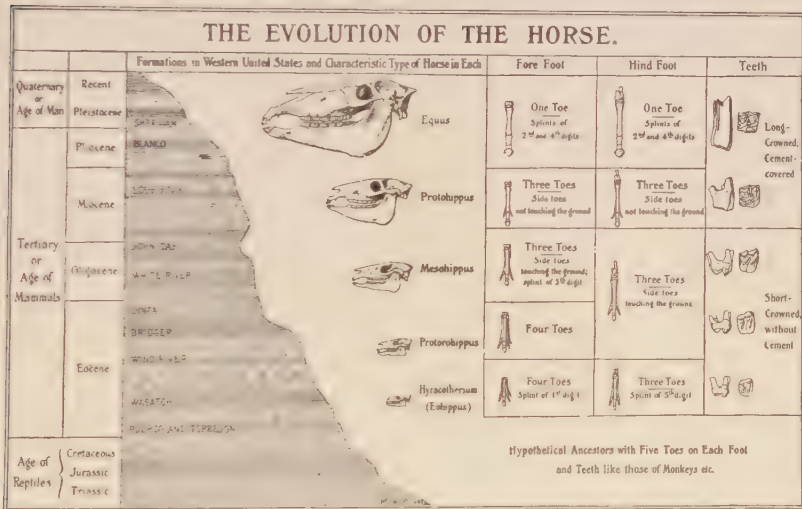 THE EVOLUTION OF THE HORSE.
Formations in Western United States and Characteristic Type of Horse in Each
Fore Foot
Hind Foot
Teeth
Quaternary
or
Age of Man
Recent
Pleistocene
SHERIDAN
Equus
One Toe
Splints of
2nd and 4th digits
One Toe
Splints of
2nd and 4th digits
Long-
Crowned,
Cement-
covered
Tertiary
or
Age of
Mammals
Pliocene
BLANCO
Miocene
Protohippus
Three Toes
Side toes
not touching the ground
Three Toes
Side toes
not touching the ground
Oligocene
JOHN DAY
WHITE RIVER
Mesohippus
Three Toes
Side toes
touching the ground;
splint of 5th digit
Three Toes
Side toes
touching the ground
Short-
Crowned,
without
Cement
Eocene
UINTA
BRIDGER
WIND RIVER
WASATCH
PUERCO AND TORREJON
Protorohippus
Four Toes
Hyracotherium
(Eohippus)
Four Toes
Splint of 1st digit
Three Toes
Splint of 5th digit
Age of
Reptiles
Cretaceous
Jurassic
Triassic
Hypothetical Ancestors with Five Toes on Each Foot
and Teeth like those of Monkeys etc.